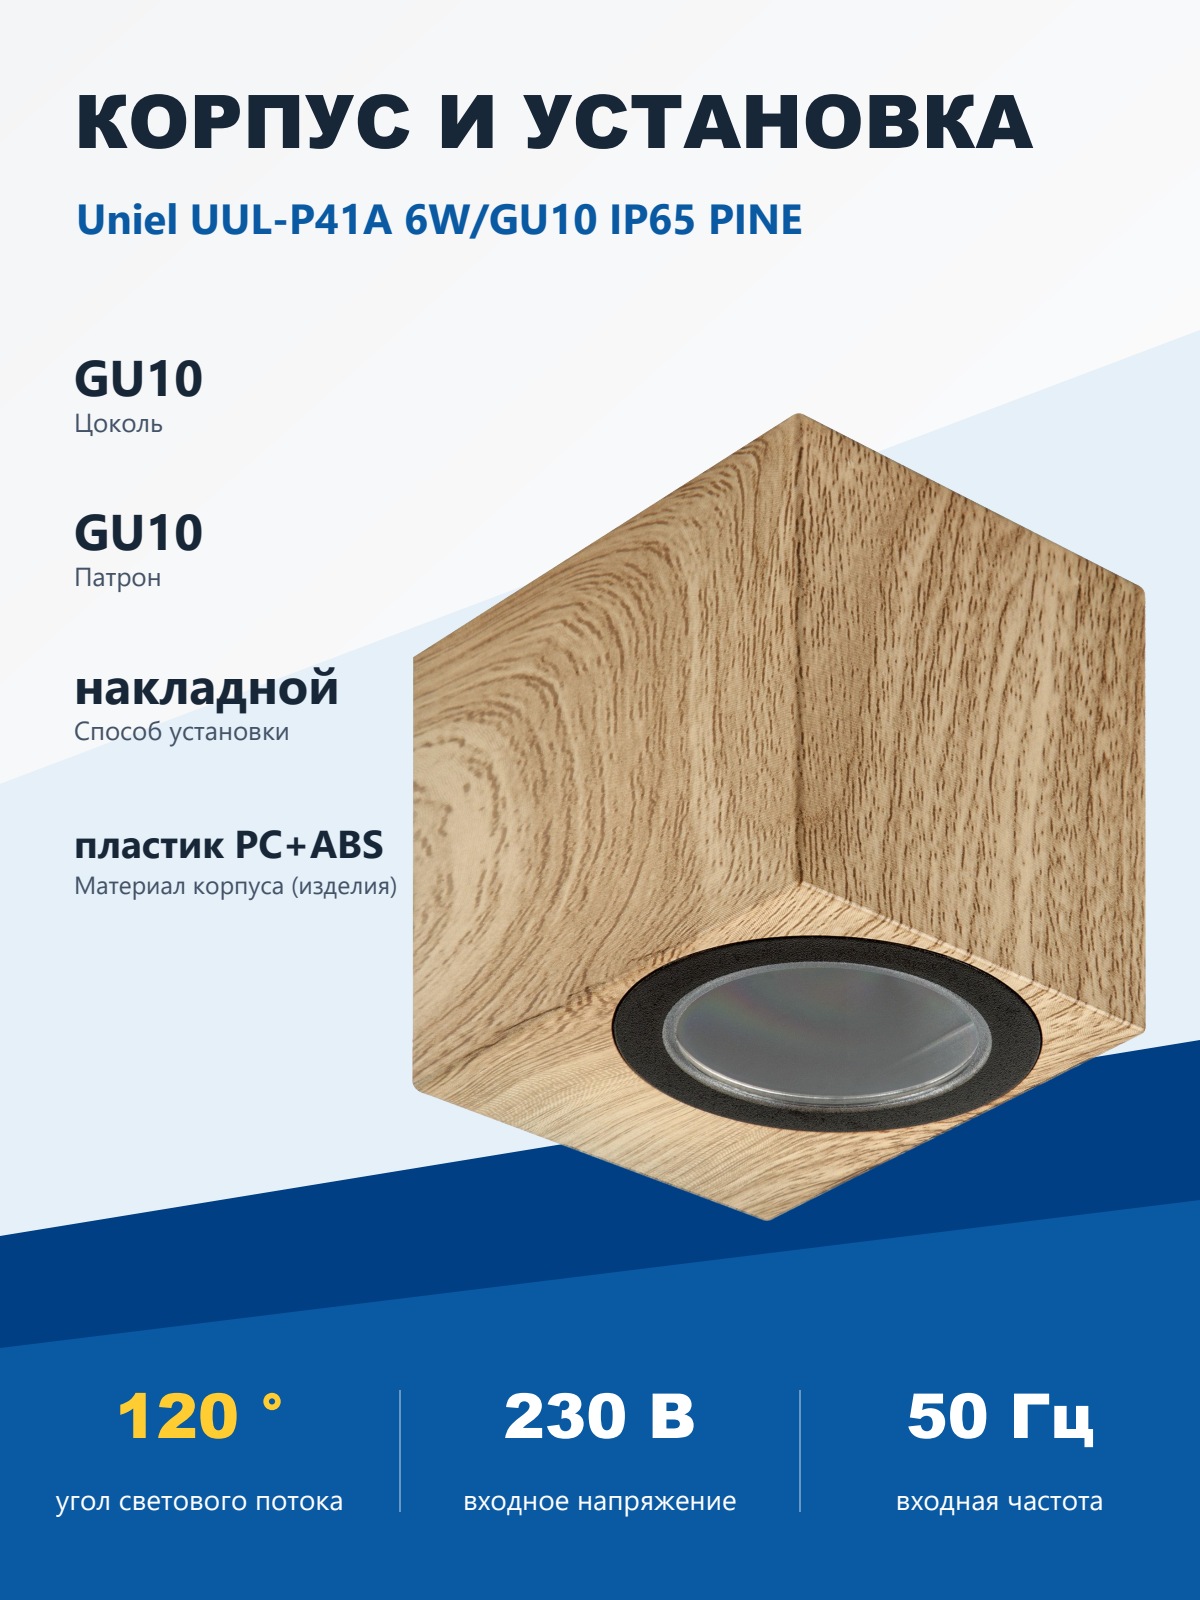 КОРПУС И УСТАНОВКА
Uniel UUL-P41A 6W/GU10 IP65 PINE
GU10
Цоколь
GU10
Патрон
накладной
Способ установки
пластик PC+ABS
Материал корпуса (изделия)
120 °
угол светового потока
230 В
входное напряжение
50 Гц
входная частота